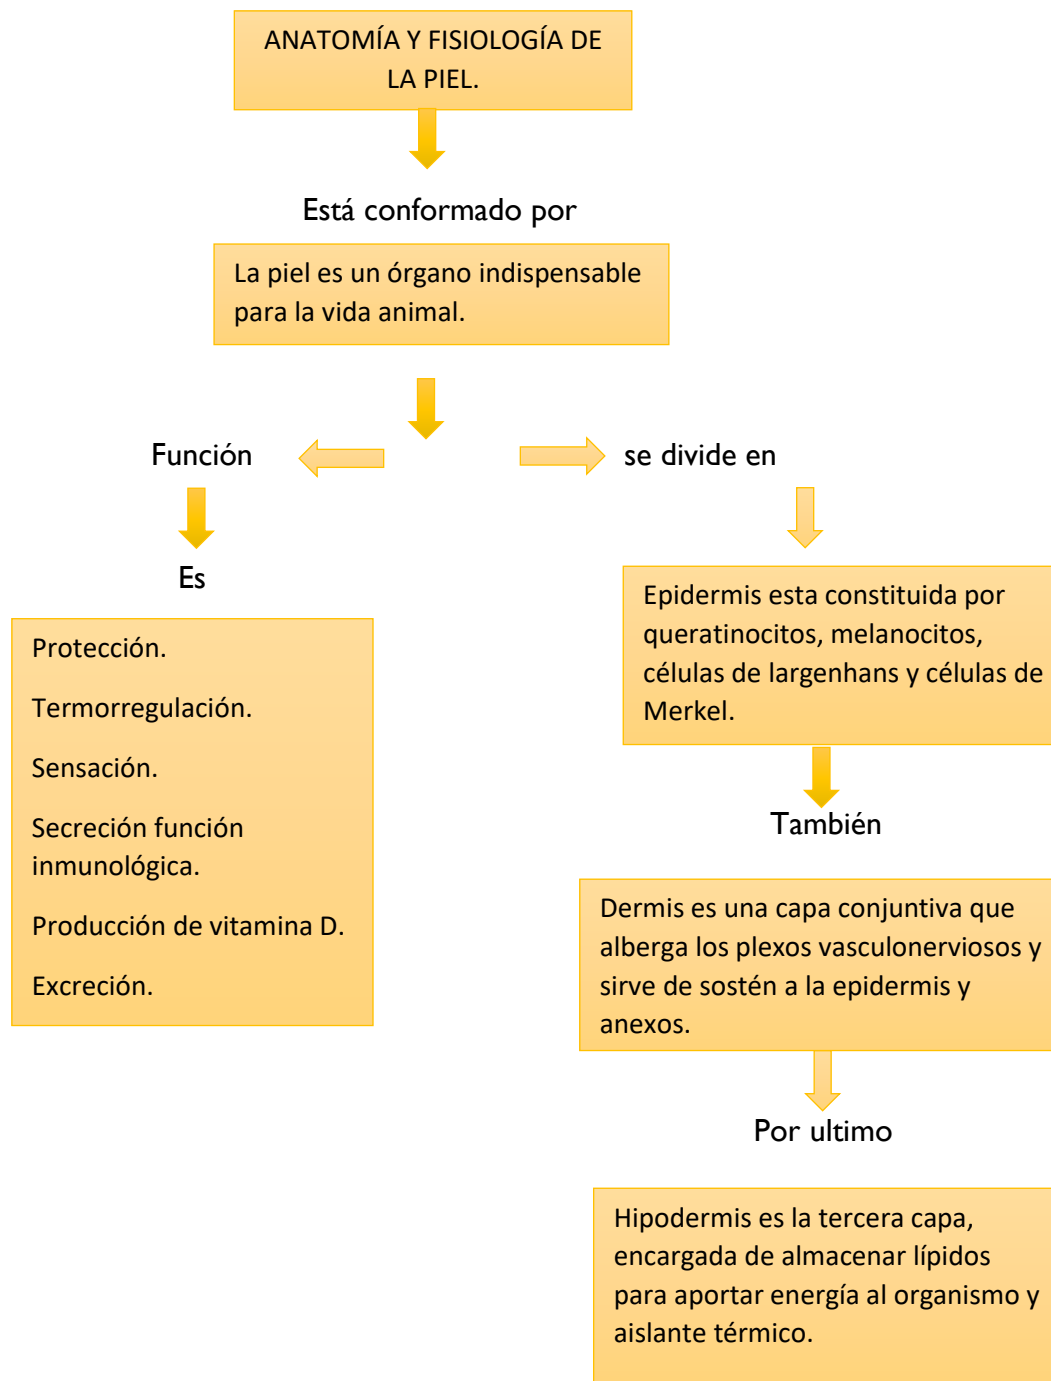 ANATOMÍA Y FISIOLOGÍA DE
LA PIEL.
Está conformado por
La piel es un órgano indispensable
para la vida animal.
Función
se divide en
Es
Protección.
Termorregulación.
Sensación.
Secreción función
inmunológica.
Producción de vitamina D.
Excreción.
Epidermis esta constituida por
queratinocitos, melanocitos,
células de largenhans y células de
Merkel.
También
Dermis es una capa conjuntiva que
alberga los plexos vasculonerviosos y
sirve de sostén a la epidermis y
anexos.
Por ultimo
Hipodermis es la tercera capa,
encargada de almacenar lípidos
para aportar energía al organismo y
aislante térmico.